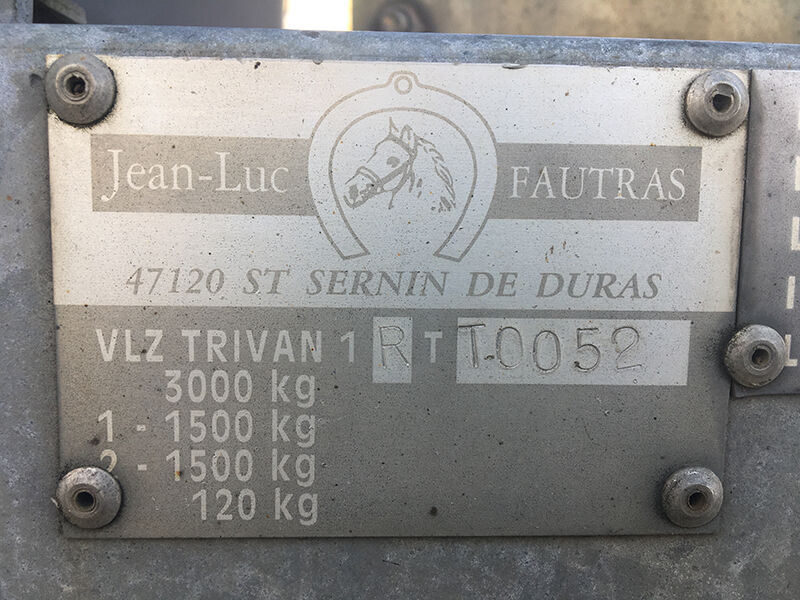 Jean-Luc FAUTRAS
47120 ST SERNIN DE DURAS
VLZ TRIVAN 1 R T T0052
3000 kg
1 - 1500 kg
2 - 1500 kg
120 kg